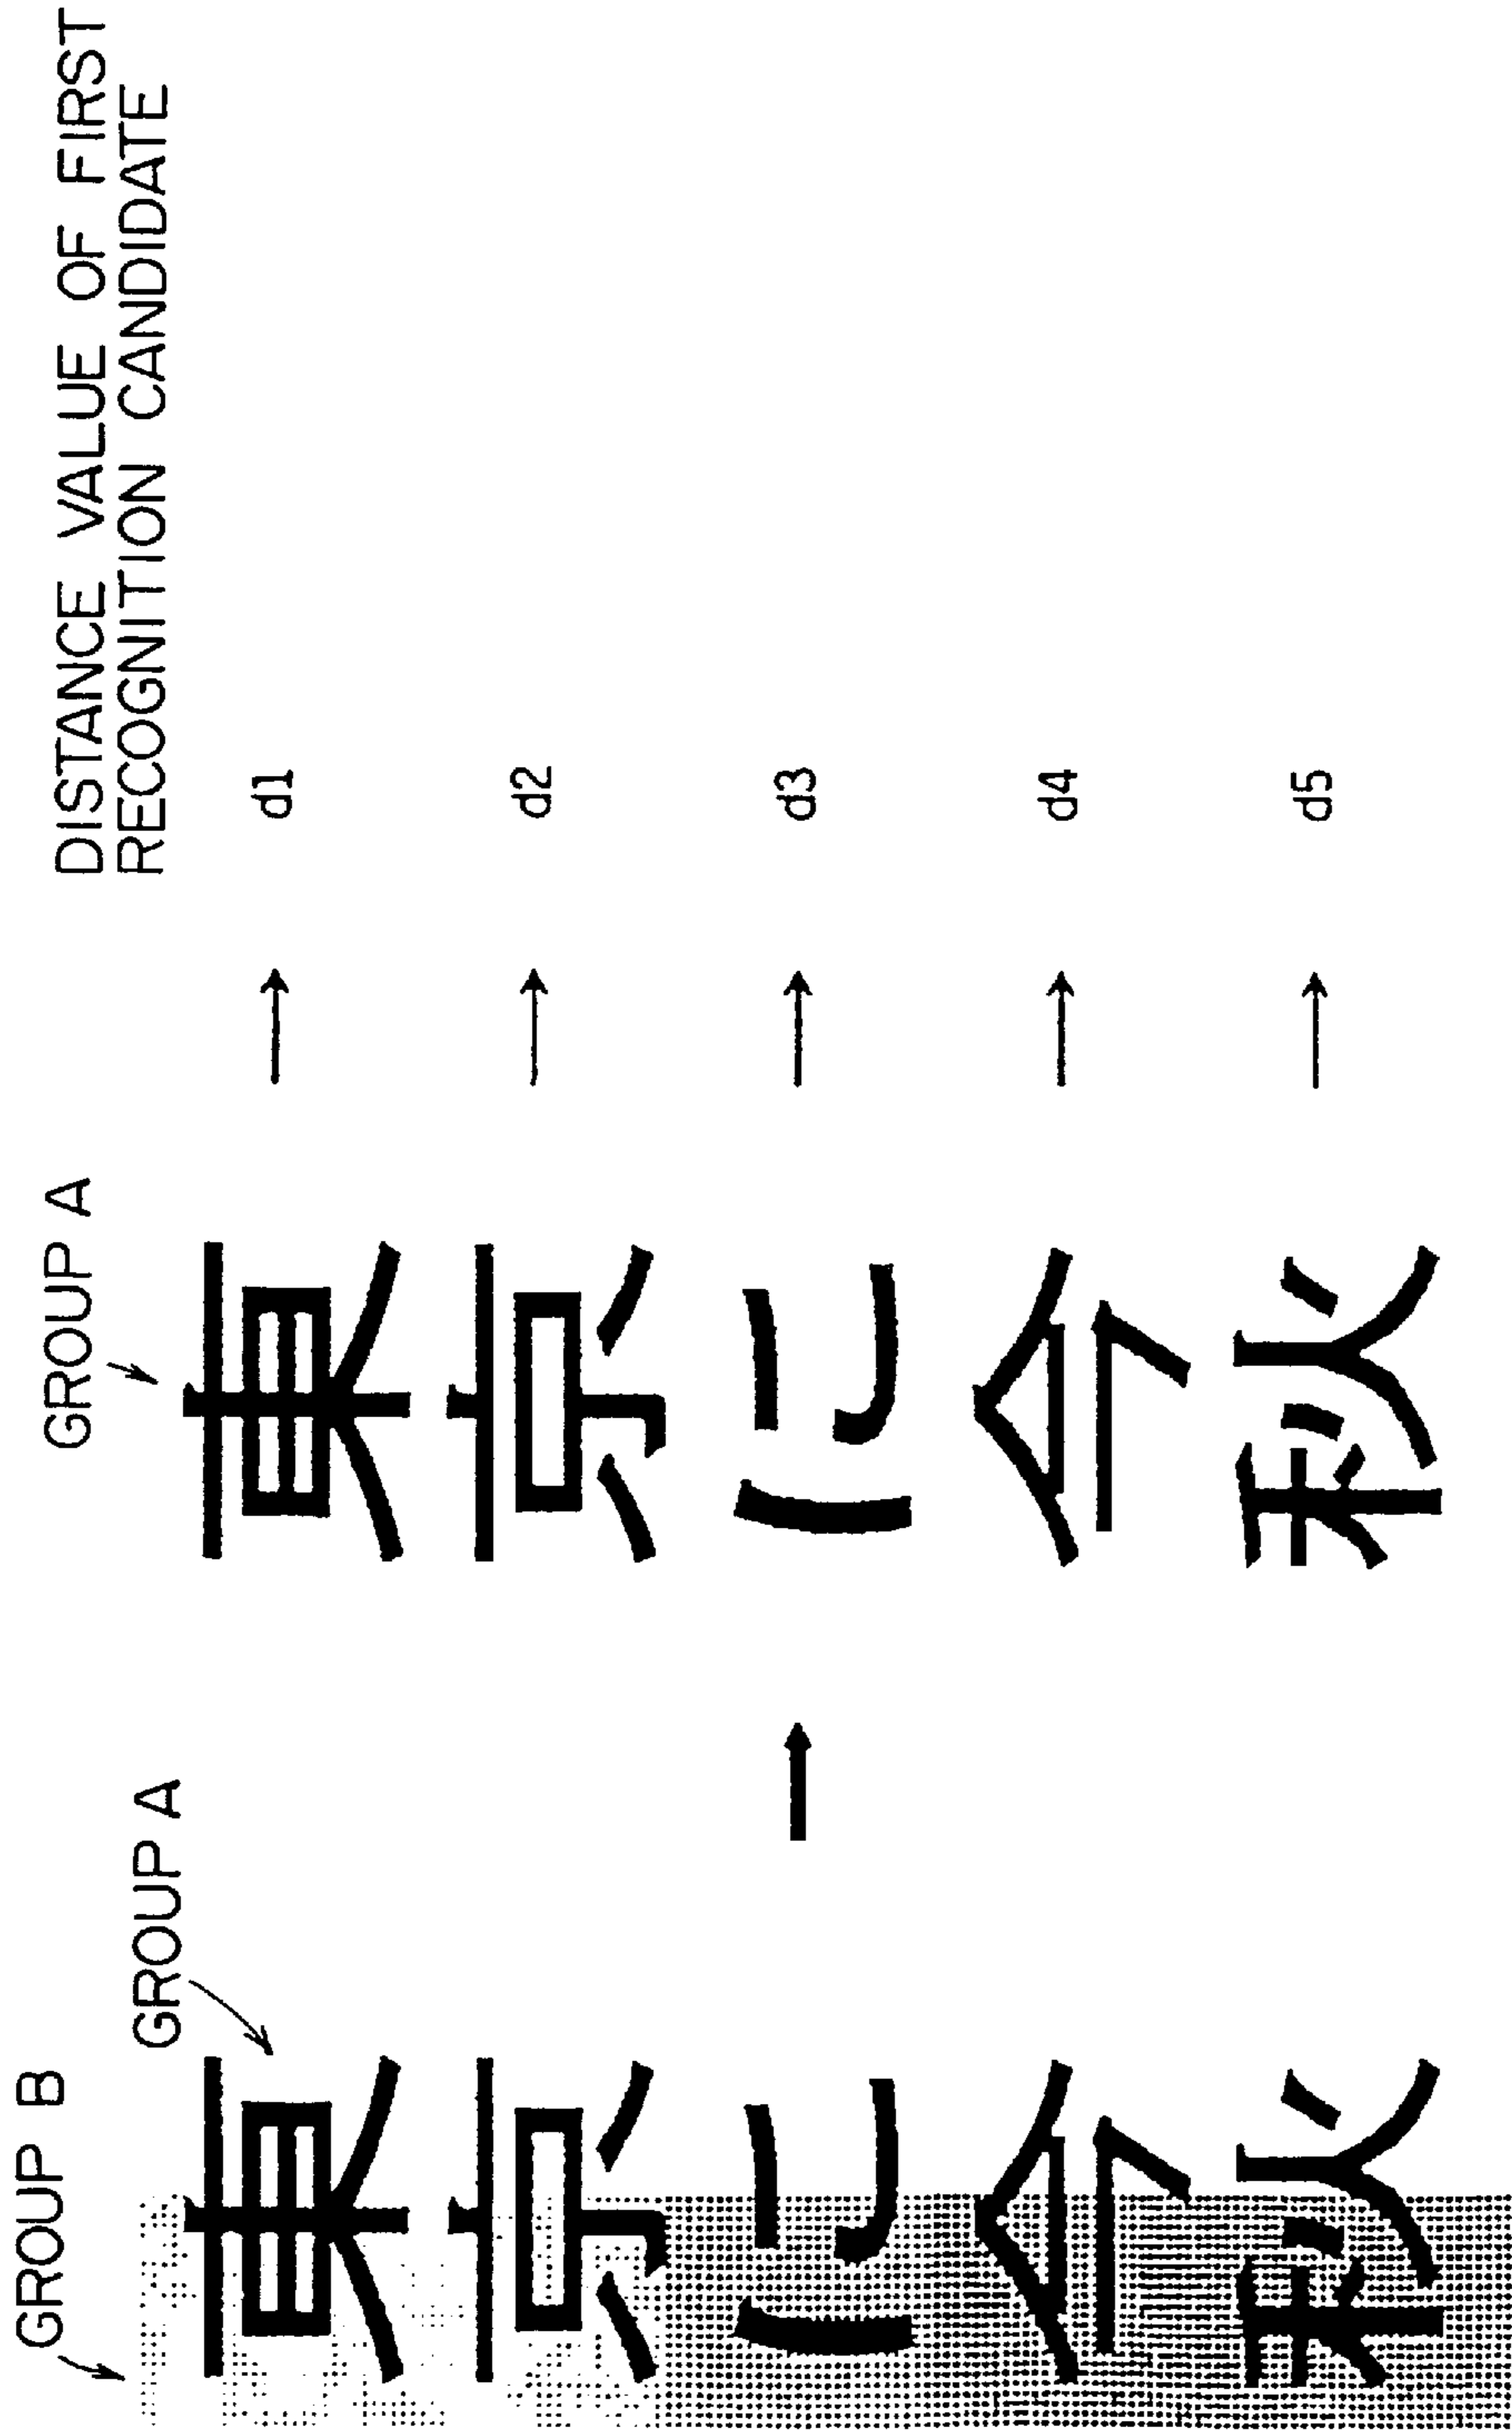 GROUP B
GROUP A
東京に今秋
GROUP A
東京に今秋
DISTANCE VALUE OF FIRST
RECOGNITION CANDIDATE
d1
d2
d3
d4
d5